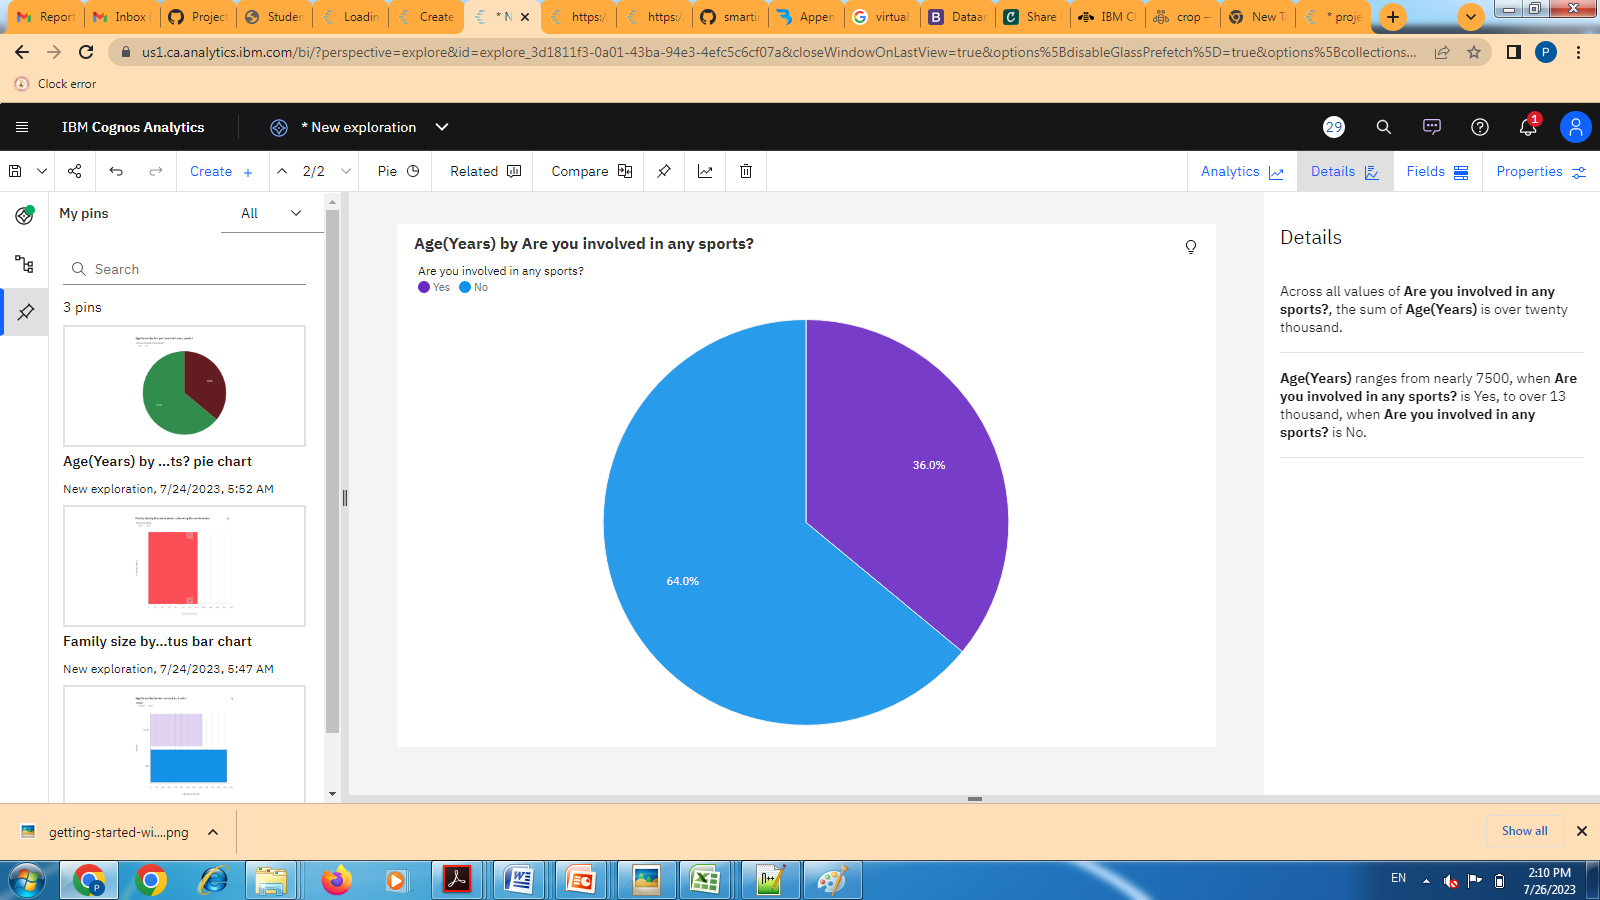 Report
Inbox
Project
Studen
Loadin
Create
* N
https:/
https:/
smartii
Appen
virtual
Dataar
Share
IBM Cl
crop –
New T
* proje
us1.ca.analytics.ibm.com/bi/?perspective=explore&id=explore_3d1811f3-0a01-43ba-94e3-4efc5c6cf07a&closeWindowOnLastView=true&options%5BdisableGlassPrefetch%5D=true&options%5Bcollections...
P
Clock error
IBM Cognos Analytics
* New exploration
29
1
Create +
2/2
Pie
Related
Compare
Analytics
Details
Fields
Properties
My pins
All
Search
3 pins
Age(Years) by ...ts? pie chart
New exploration, 7/24/2023, 5:52 AM
Family size by...tus bar chart
New exploration, 7/24/2023, 5:47 AM
Age(Years) by Are you involved in any sports?
Are you involved in any sports?
Yes No
36.0%
64.0%
Details
Across all values of Are you involved in any
sports?, the sum of Age(Years) is over twenty
thousand.
Age(Years) ranges from nearly 7500, when Are
you involved in any sports? is Yes, to over 13
thousand, when Are you involved in any
sports? is No.
getting-started-wi....png
Show all
EN
2:10 PM
7/26/2023